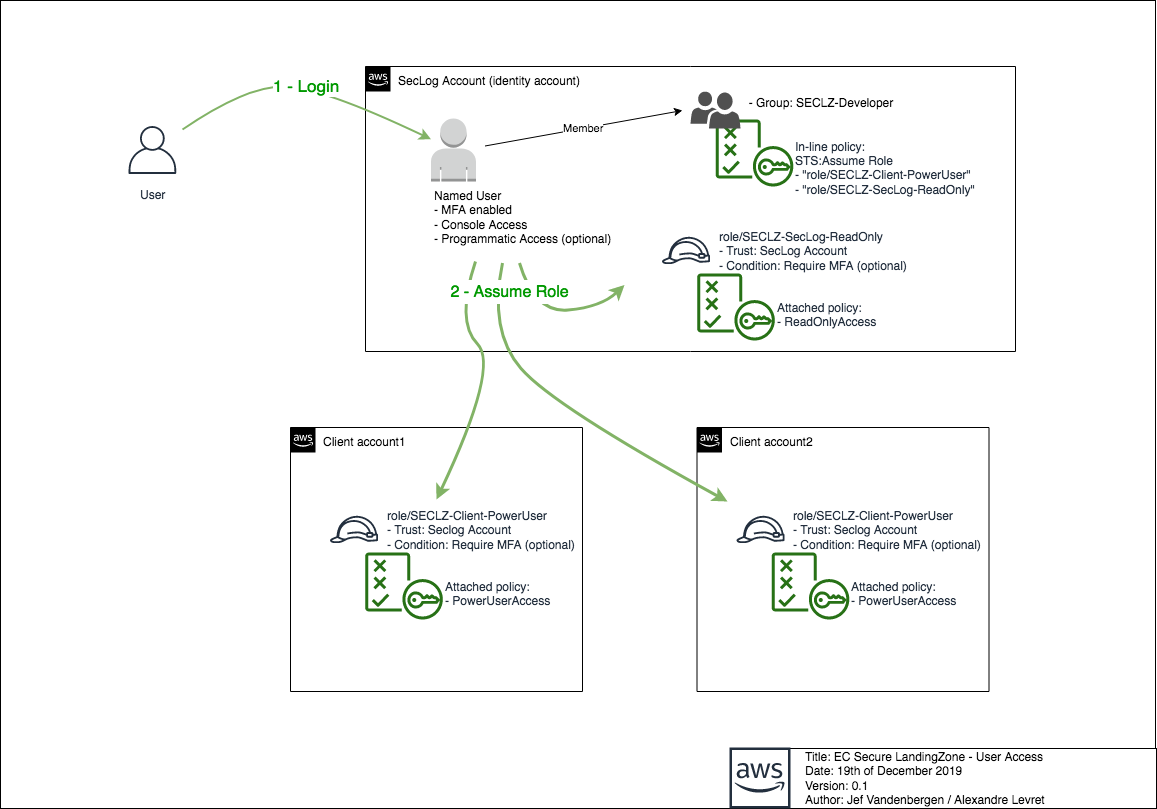 1 - Login
User
aws
SecLog Account (identity account)
Member
- Group: SECLZ-Developer
In-line policy:
STS:Assume Role
- "role/SECLZ-Client-PowerUser"
- "role/SECLZ-SecLog-ReadOnly"
Named User
- MFA enabled
- Console Access
- Programmatic Access (optional)
role/SECLZ-SecLog-ReadOnly
- Trust: SecLog Account
- Condition: Require MFA (optional)
Attached policy:
- ReadOnlyAccess
2 - Assume Role
aws
Client account1
role/SECLZ-Client-PowerUser
- Trust: Seclog Account
- Condition: Require MFA (optional)
Attached policy:
- PowerUserAccess
aws
Client account2
role/SECLZ-Client-PowerUser
- Trust: Seclog Account
- Condition: Require MFA (optional)
Attached policy:
- PowerUserAccess
aws
Title: EC Secure LandingZone - User Access
Date: 19th of December 2019
Version: 0.1
Author: Jef Vandenbergen / Alexandre Levret